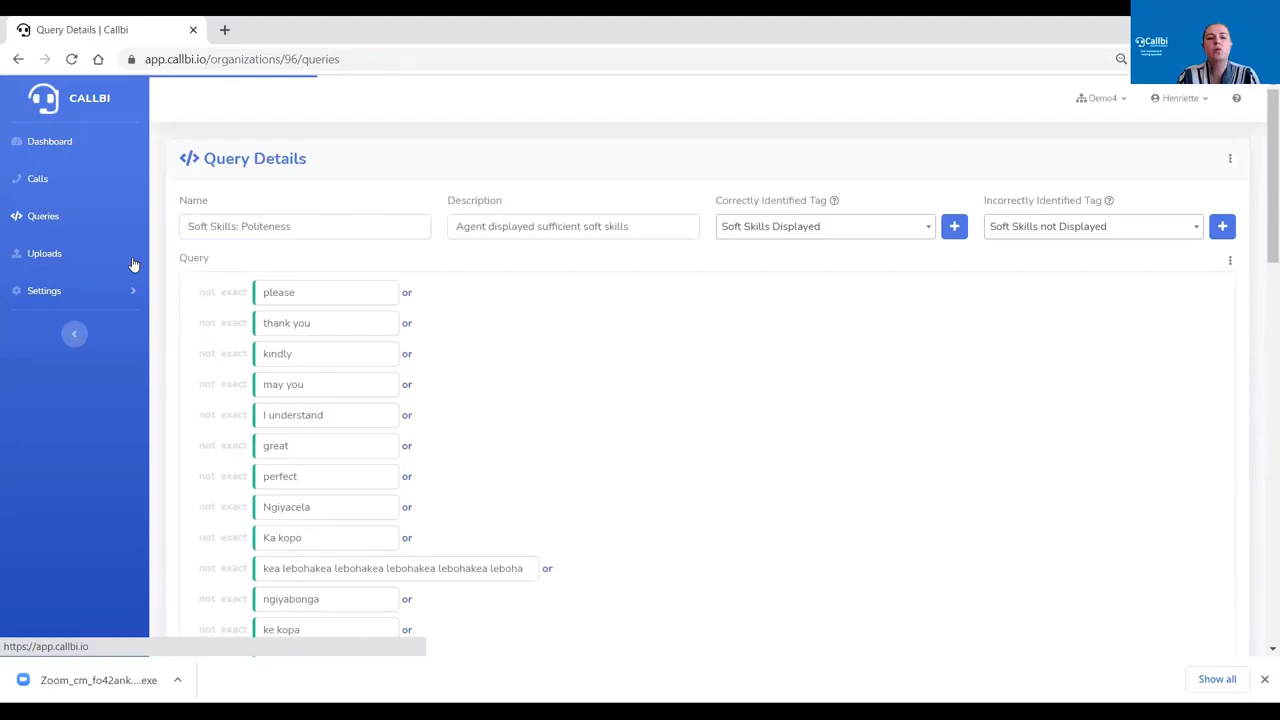 Query Details | Callbi
app.callbi.io/organizations/96/queries
Callbi
CALLBI
Demo4
Henriette
Dashboard
Calls
Queries
Uploads
Settings
Query Details
Name
Description
Correctly Identified Tag
Incorrectly Identified Tag
Soft Skills: Politeness
Agent displayed sufficient soft skills
Soft Skills Displayed
Soft Skills not Displayed
Query
not exact please or
not exact thank you or
not exact kindly or
not exact may you or
not exact I understand or
not exact great or
not exact perfect or
not exact Ngiyacela or
not exact Ka kopo or
not exact kea lebohakea lebohakea lebohakea lebohakea leboha or
not exact ngiyabonga or
not exact ke kopa or
https://app.callbi.io
Zoom_cm_fo42ank....exe
Show all